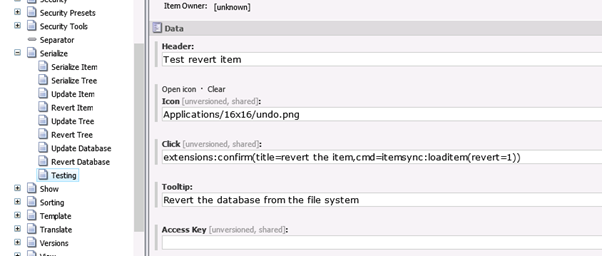 Security
Security Presets
Security Tools
Separator
Serialize
Serialize Item
Serialize Tree
Update Item
Revert Item
Update Tree
Revert Tree
Update Database
Revert Database
Testing
Show
Sorting
Template
Translate
Versions
View
Item Owner: [unknown]
Data
Header:
Test revert item
Open icon · Clear
Icon [unversioned, shared]:
Applications/16x16/undo.png
Click [unversioned, shared]:
extensions:confirm(title=revert the item,cmd=itemsync:loaditem(revert=1))
Tooltip:
Revert the database from the file system
Access Key [unversioned, shared]: